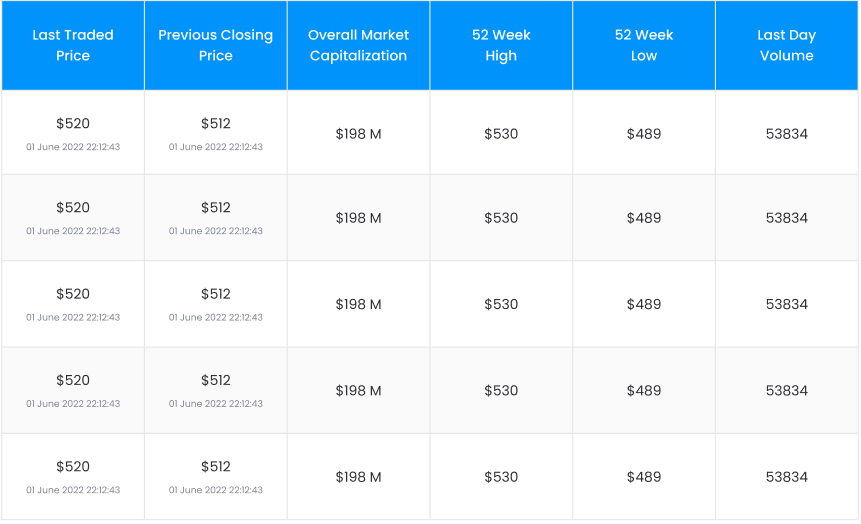 Last Traded Price
Previous Closing Price
Overall Market Capitalization
52 Week High
52 Week Low
Last Day Volume
$520
01 June 2022 22:12:43
$512
01 June 2022 22:12:43
$198 M
$530
$489
53834
$520
01 June 2022 22:12:43
$512
01 June 2022 22:12:43
$198 M
$530
$489
53834
$520
01 June 2022 22:12:43
$512
01 June 2022 22:12:43
$198 M
$530
$489
53834
$520
01 June 2022 22:12:43
$512
01 June 2022 22:12:43
$198 M
$530
$489
53834
$520
01 June 2022 22:12:43
$512
01 June 2022 22:12:43
$198 M
$530
$489
53834